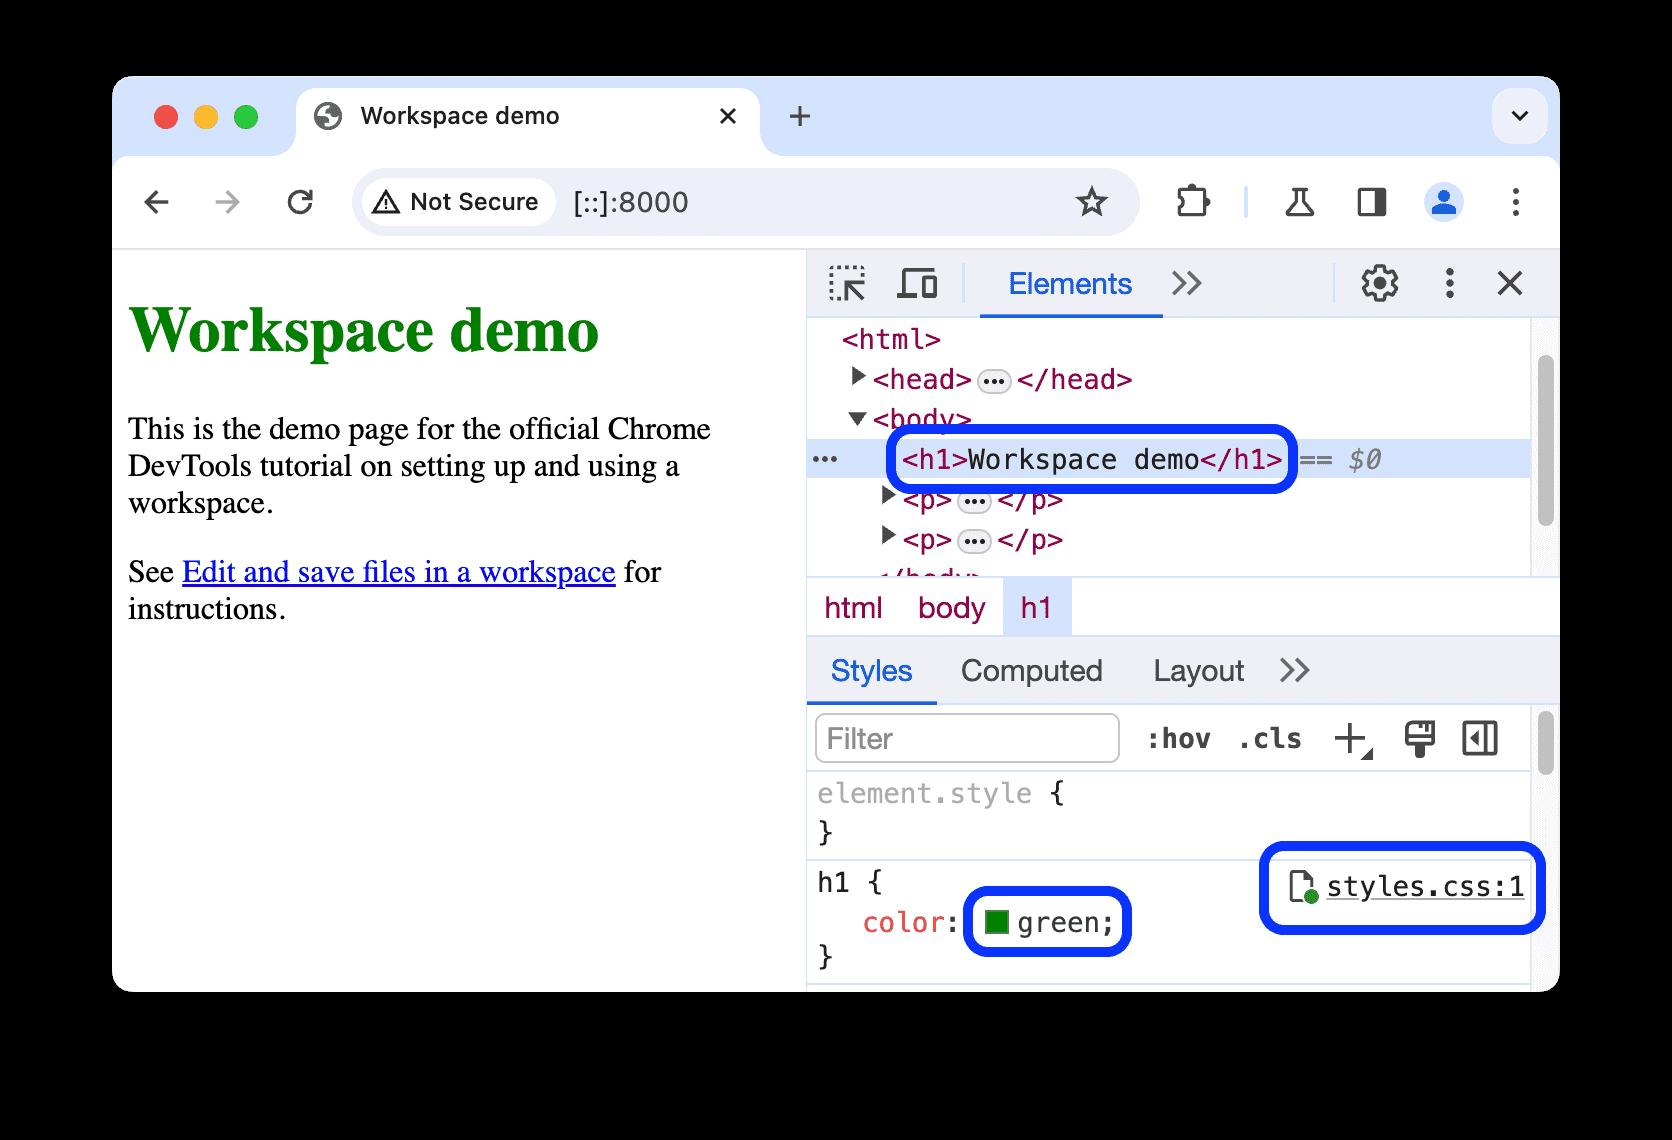 Workspace demo
Not Secure [::]:8000
Workspace demo
This is the demo page for the official Chrome
DevTools tutorial on setting up and using a
workspace.
See Edit and save files in a workspace for
instructions.
Elements
<html>
<head> ••• </head>
<body>
••• <h1>Workspace demo</h1> == $0
<p> ••• </p>
<p> ••• </p>
</body>
html body h1
Styles Computed Layout
Filter :hov .cls
element.style {
}
h1 { styles.css:1
color: green;
}